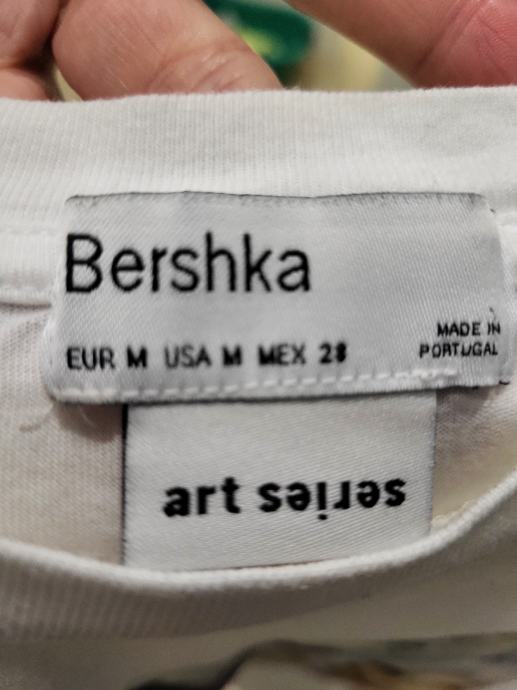 Bershka
EUR M USA M MEX 28
MADE IN
PORTUGAL
art series